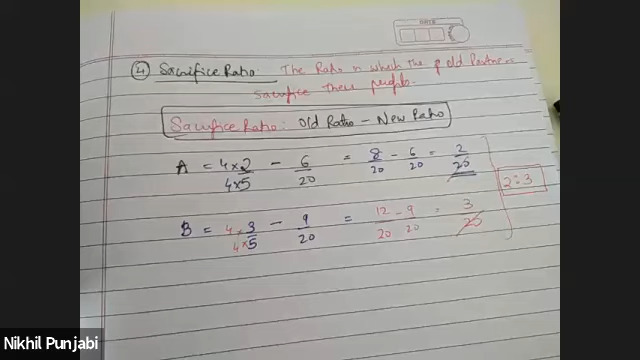 DATE
④ Sacrifice Ratio The Ratio in which the old Partners
sacrifice there
Sacrifice Ratio: Old Ratio - New Ratio
A = 4×2/4×5 - 6/20 = 8/20 - 6/20 = 2/20
B = 4×3/4×5 - 9/20 = 12/20 - 9/20 = 3/20
2:3
Nikhil Punjabi